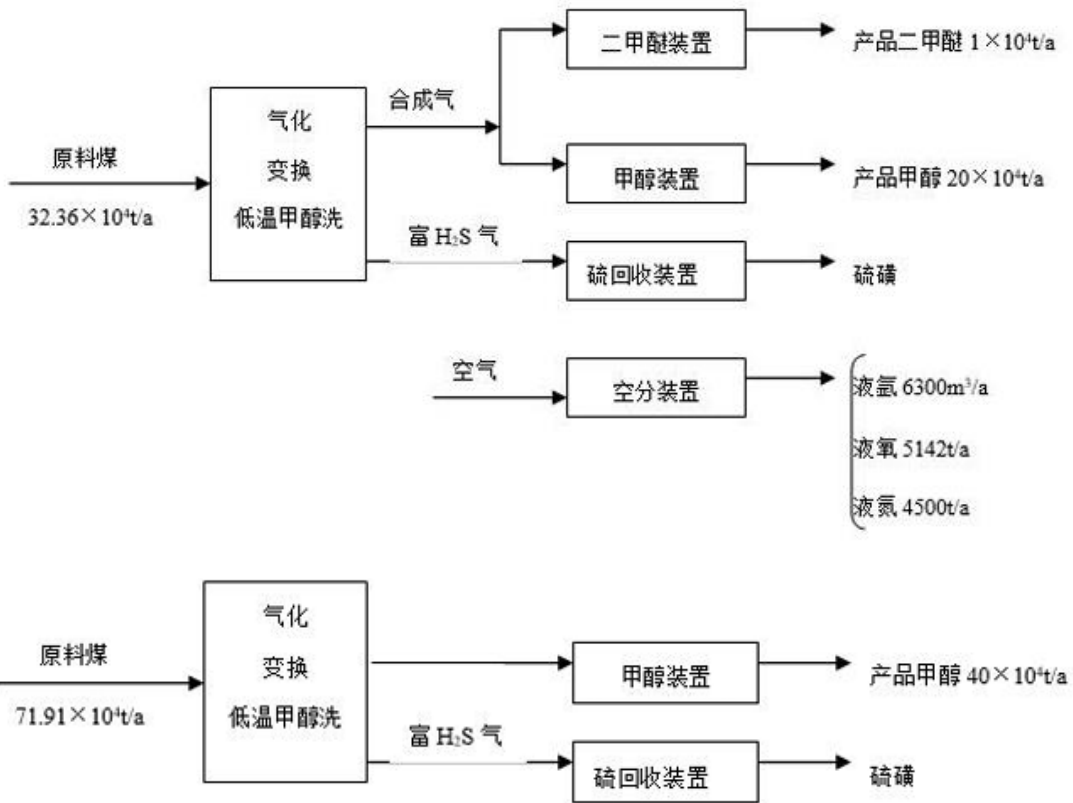 二甲醚装置
产品二甲醚 1×10⁴t/a
合成气
气化
变换
低温甲醇洗
原料煤
32.36×10⁴t/a
甲醇装置
产品甲醇 20×10⁴t/a
富 H₂S 气
硫回收装置
硫磺
空气
空分装置
液氩 6300m³/a
液氧 5142t/a
液氮 4500t/a
气化
变换
低温甲醇洗
原料煤
71.91×10⁴t/a
甲醇装置
产品甲醇 40×10⁴t/a
富 H₂S 气
硫回收装置
硫磺